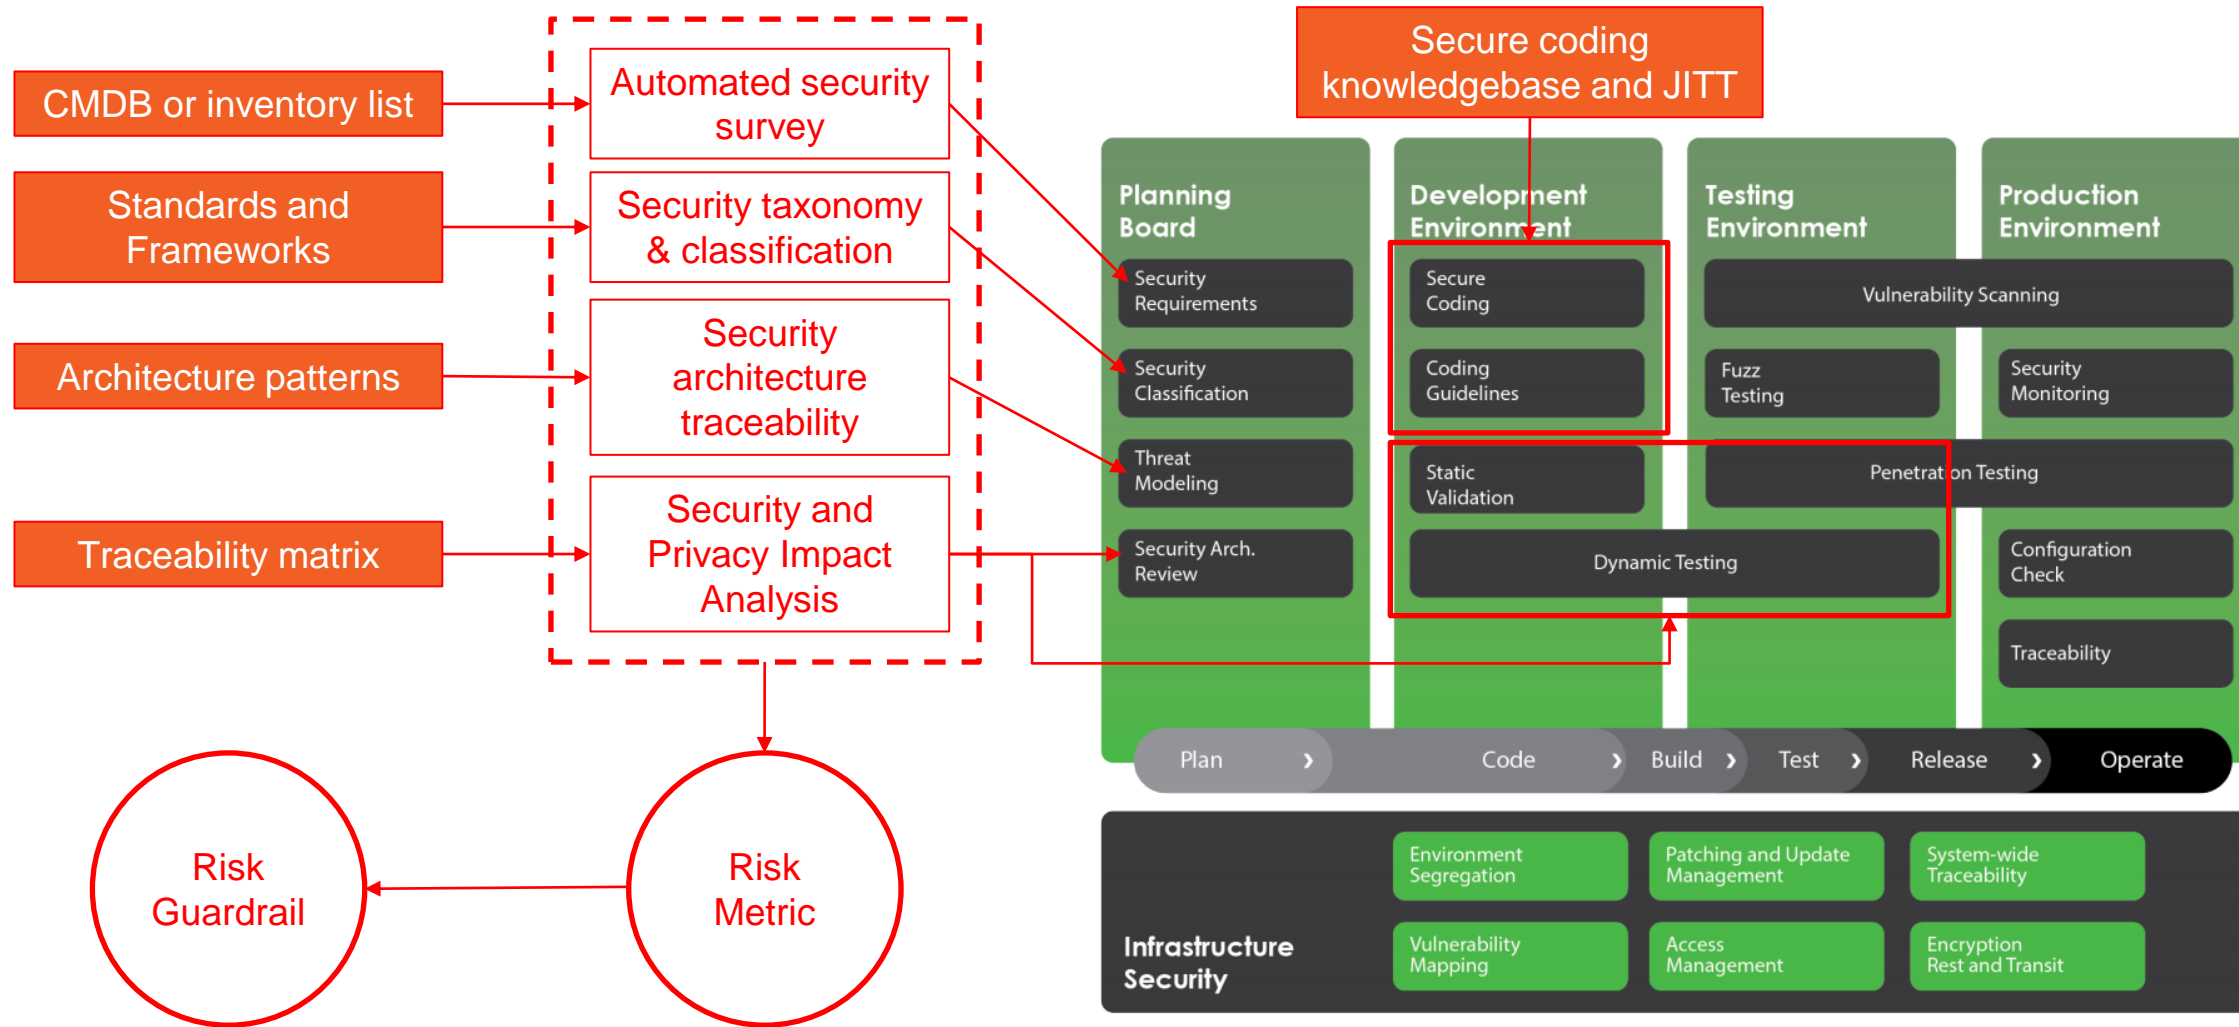 CMDB or inventory list
Standards and
Frameworks
Architecture patterns
Traceability matrix
Automated security
survey
Security taxonomy
& classification
Security
architecture
traceability
Security and
Privacy Impact
Analysis
Risk
Guardrail
Risk
Metric
Secure coding
knowledgebase and JITT
Planning
Board
Security
Requirements
Security
Classification
Threat
Modeling
Security Arch.
Review
Development
Environment
Secure
Coding
Coding
Guidelines
Static
Validation
Dynamic Testing
Testing
Environment
Vulnerability Scanning
Fuzz
Testing
Penetration Testing
Production
Environment
Security
Monitoring
Configuration
Check
Traceability
Plan
Code
Build
Test
Release
Operate
Infrastructure
Security
Environment
Segregation
Patching and Update
Management
System-wide
Traceability
Vulnerability
Mapping
Access
Management
Encryption
Rest and Transit